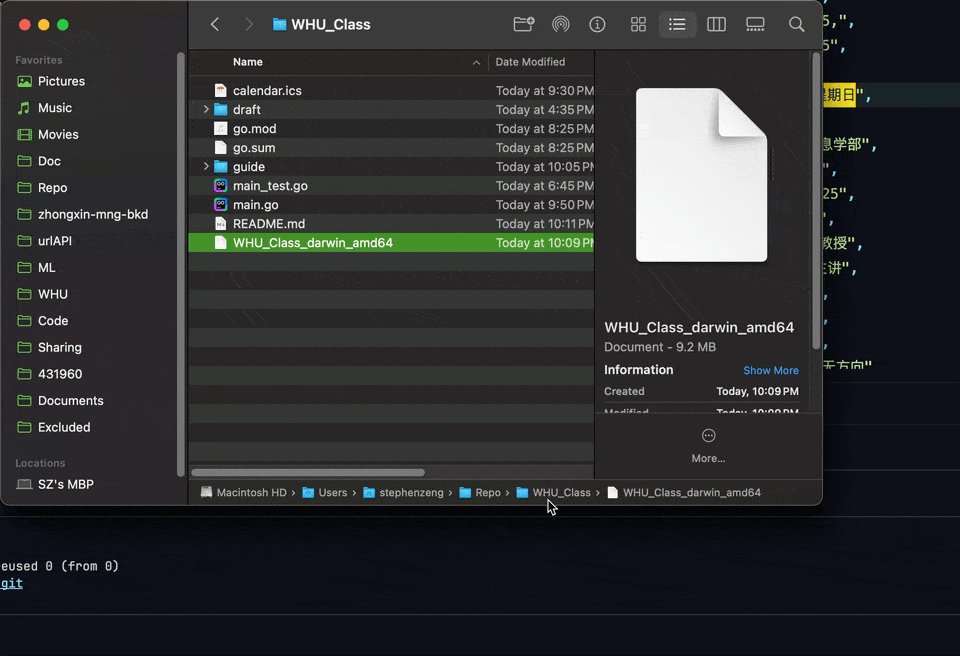 WHU_Class
Favorites
Pictures
Music
Movies
Doc
Repo
zhongxin-mng-bkd
urlAPI
ML
WHU
Code
Sharing
431960
Documents
Excluded
Locations
SZ's MBP
Name Date Modified
calendar.ics Today at 9:30 PM
draft Today at 4:35 PM
go.mod Today at 8:25 PM
go.sum Today at 8:25 PM
guide Today at 10:05 PM
main_test.go Today at 6:45 PM
main.go Today at 9:50 PM
README.md Today at 10:11 PM
WHU_Class_darwin_amd64 Today at 10:09 PM
WHU_Class_darwin_amd64
Document - 9.2 MB
Information Show More
Created Today, 10:09 PM
Modified Today, 10:09 PM
More...
Macintosh HD › Users › stephenzeng › Repo › WHU_Class › WHU_Class_darwin_amd64
5,",
5",
期日",
息学部",
",
25",
",
教授",
主讲",
,
,
,
无方向"
eused 0 (from 0)
git